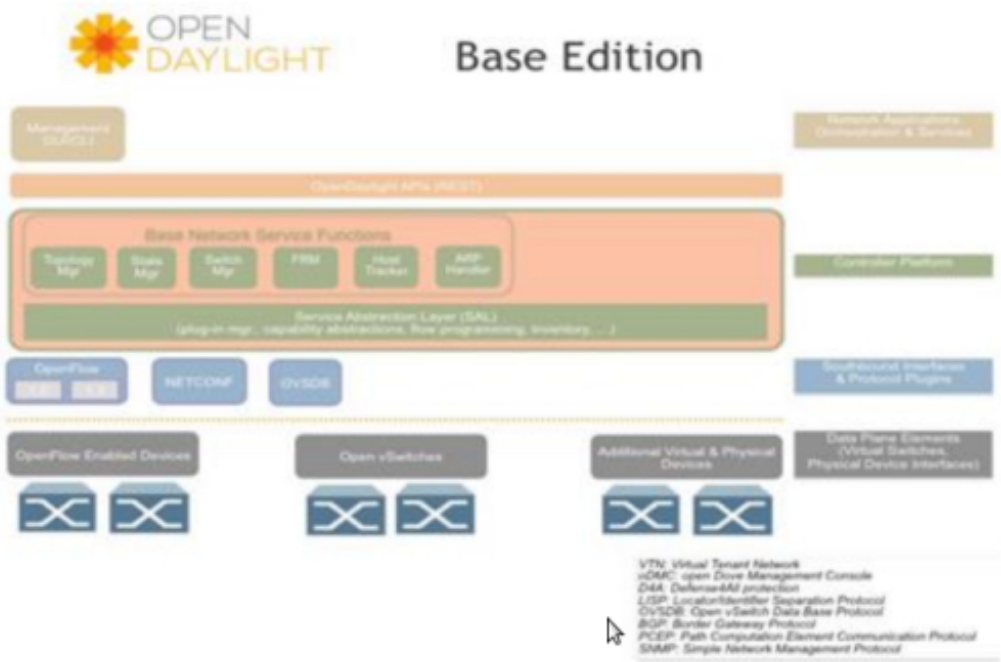 OPEN
DAYLIGHT
Base Edition
Management
GUI/CLI
Network Applications
Orchestration & Services
OpenDaylight APIs (REST)
Base Network Service Functions
Topology
Mgr
Stats
Mgr
Switch
Mgr
FRM
Host
Tracker
ARP
Handler
Controller Platform
Service Abstraction Layer (SAL)
(plug-in mgr., capability abstractions, flow programming, inventory, ...)
OpenFlow
NETCONF
OVSDB
Southbound Interfaces
& Protocol Plugins
OpenFlow Enabled Devices
Open vSwitches
Additional Virtual & Physical
Devices
Data Plane Elements
(Virtual Switches,
Physical Device Interfaces)
VTN: Virtual Tenant Network
oDMC: open Dove Management Console
D4A: Defense4All protection
LISP: Locator/Identifier Separation Protocol
OVSDB: Open vSwitch Data Base Protocol
BGP: Border Gateway Protocol
PCEP: Path Computation Element Communication Protocol
SNMP: Simple Network Management Protocol